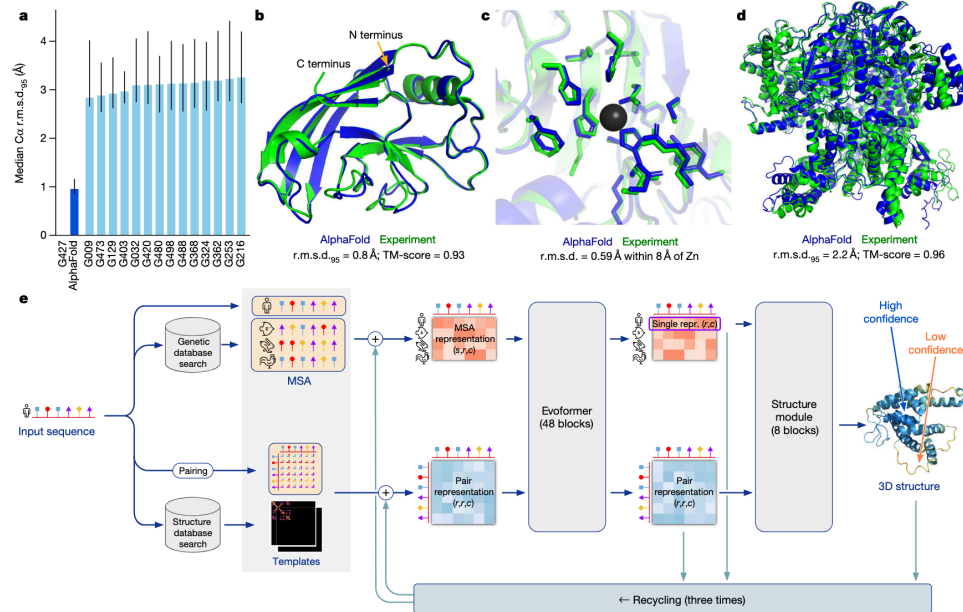 a
Median Cα r.m.s.d.95 (Å)
4
3
2
1
0
G427
AlphaFold
G009
G473
G129
G403
G032
G420
G480
G498
G488
G368
G324
G362
G253
G216
b
N terminus
C terminus
AlphaFold Experiment
r.m.s.d.95 = 0.8 Å; TM-score = 0.93
c
AlphaFold Experiment
r.m.s.d. = 0.59 Å within 8 Å of Zn
d
AlphaFold Experiment
r.m.s.d.95 = 2.2 Å; TM-score = 0.96
e
Input sequence
Genetic
database
search
MSA
Pairing
Structure
database
search
Templates
+
+
MSA
representation
(s,r,c)
Pair
representation
(r,r,c)
Evoformer
(48 blocks)
Single repr. (r,c)
Pair
representation
(r,r,c)
Structure
module
(8 blocks)
High
confidence
Low
confidence
3D structure
← Recycling (three times)